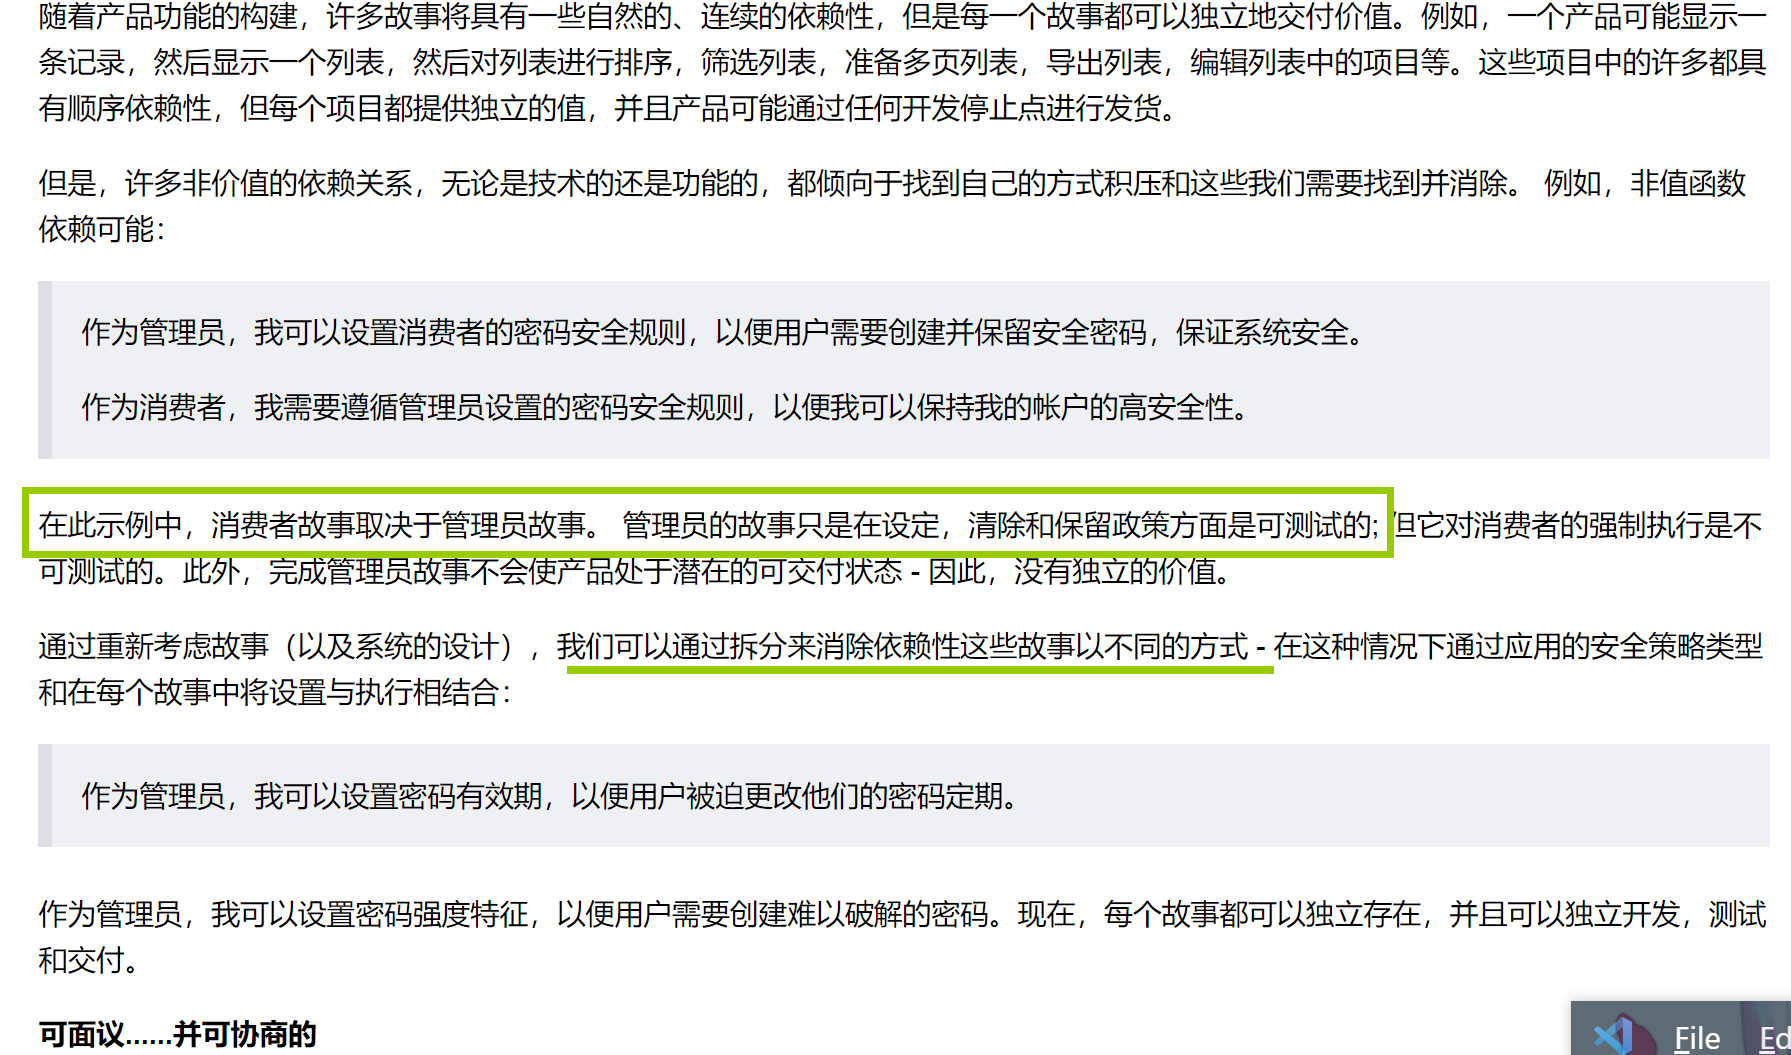 随着产品功能的构建，许多故事将具有一些自然的、连续的依赖性，但是每一个故事都可以独立地交付价值。例如，一个产品可能显示一
条记录，然后显示一个列表，然后对列表进行排序，筛选列表，准备多页列表，导出列表，编辑列表中的项目等。这些项目中的许多都具
有顺序依赖性，但每个项目都提供独立的值，并且产品可能通过任何开发停止点进行发货。
但是，许多非价值的依赖关系，无论是技术的还是功能的，都倾向于找到自己的方式积压和这些我们需要找到并消除。 例如，非值函数
依赖可能：
作为管理员，我可以设置消费者的密码安全规则，以便用户需要创建并保留安全密码，保证系统安全。
作为消费者，我需要遵循管理员设置的密码安全规则，以便我可以保持我的帐户的高安全性。
在此示例中，消费者故事取决于管理员故事。 管理员的故事只是在设定，清除和保留政策方面是可测试的; 但它对消费者的强制执行是不
可测试的。此外，完成管理员故事不会使产品处于潜在的可交付状态 - 因此，没有独立的价值。
通过重新考虑故事（以及系统的设计），我们可以通过拆分来消除依赖性这些故事以不同的方式 - 在这种情况下通过应用的安全策略类型
和在每个故事中将设置与执行相结合：
作为管理员，我可以设置密码有效期，以便用户被迫更改他们的密码定期。
作为管理员，我可以设置密码强度特征，以便用户需要创建难以破解的密码。现在，每个故事都可以独立存在，并且可以独立开发，测试
和交付。
可面议......并可协商的
File Ed